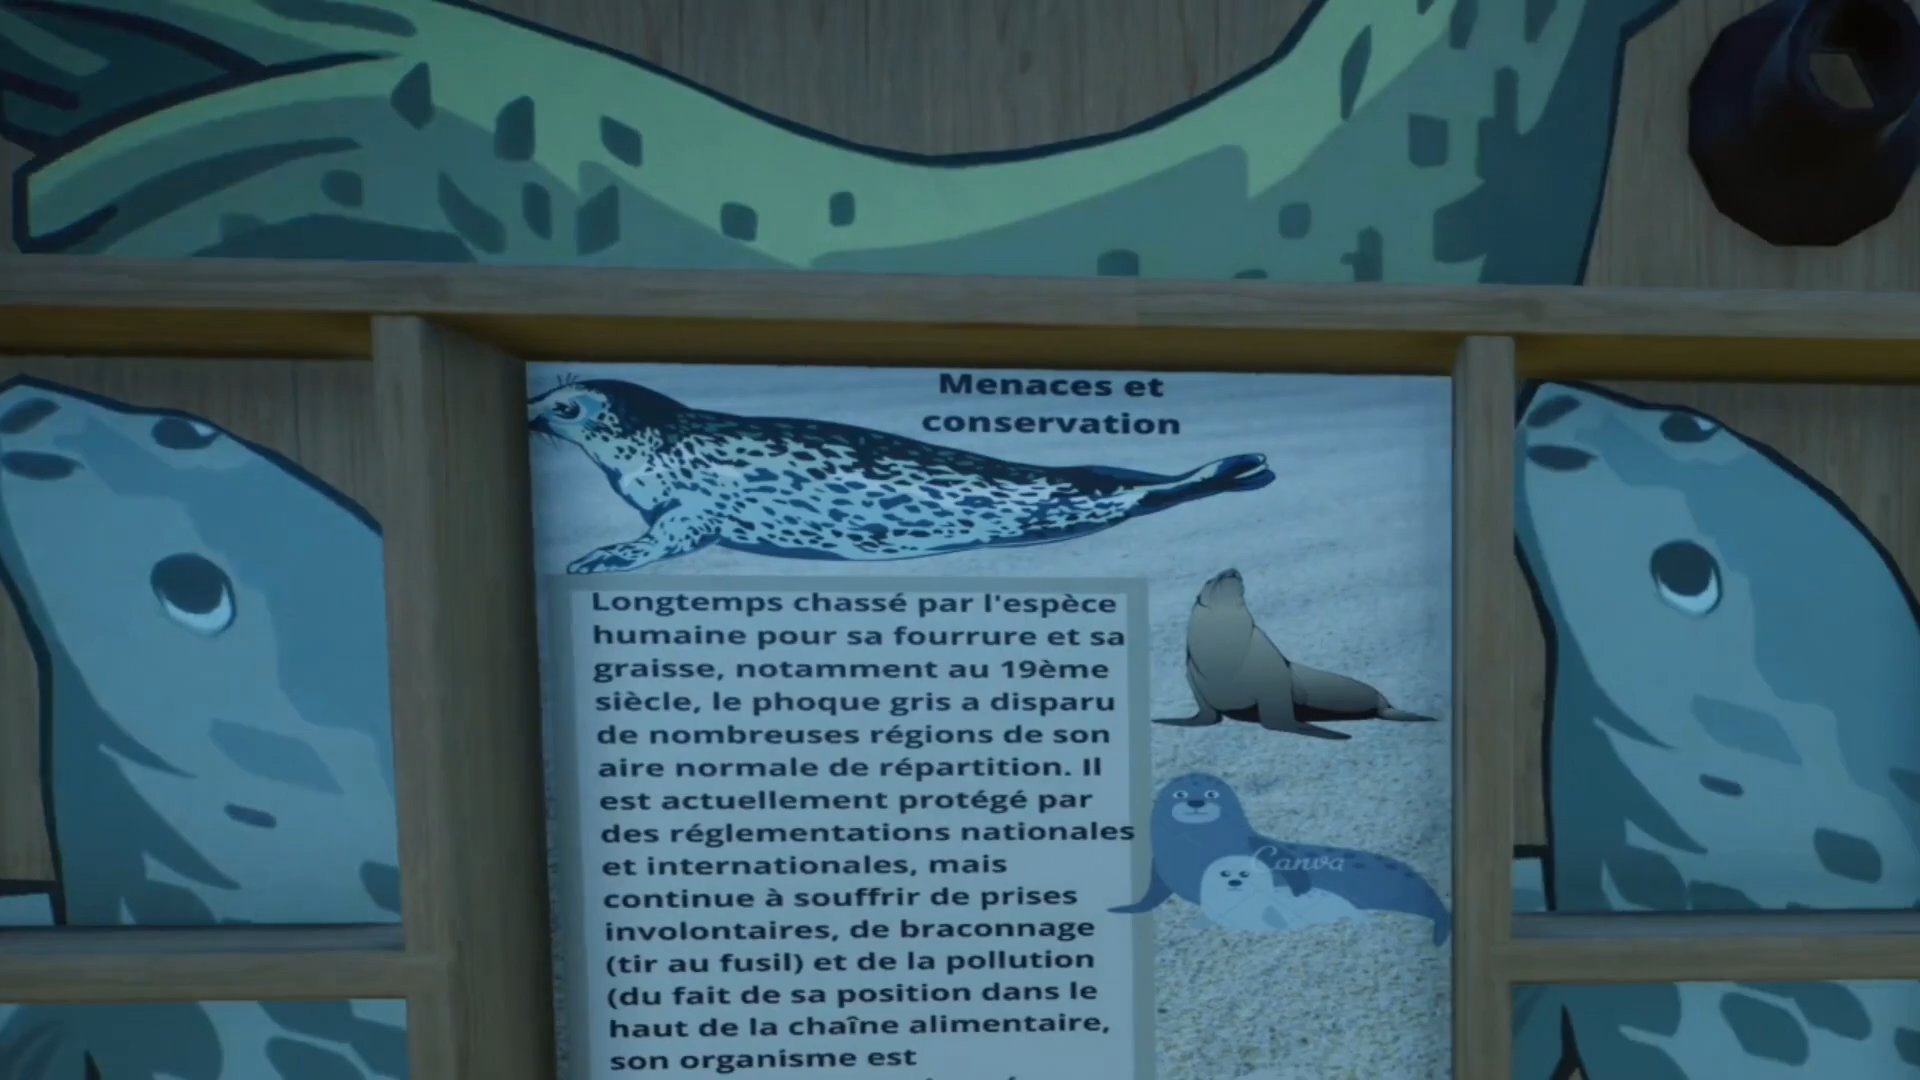 Menaces et
conservation
Longtemps chassé par l'espèce
humaine pour sa fourrure et sa
graisse, notamment au 19ème
siècle, le phoque gris a disparu
de nombreuses régions de son
aire normale de répartition. Il
est actuellement protégé par
des réglementations nationales
et internationales, mais
continue à souffrir de prises
involontaires, de braconnage
(tir au fusil) et de la pollution
(du fait de sa position dans le
haut de la chaîne alimentaire,
son organisme est
Canva